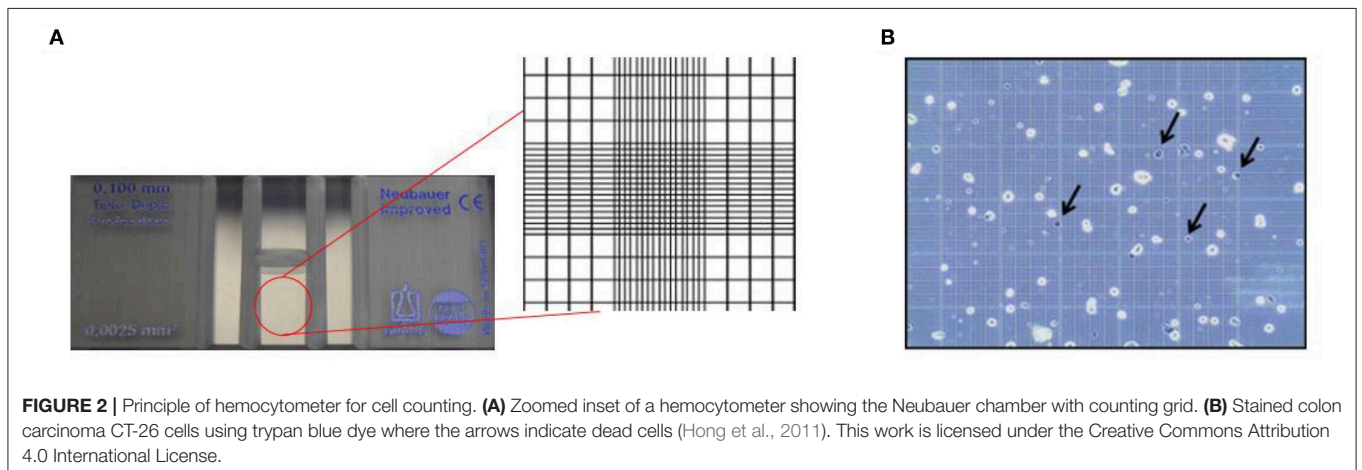 A
B
0,100 mm
Tiefe Depth
Neubauer
improved CE
0,0025 mm²
FIGURE 2 | Principle of hemocytometer for cell counting. (A) Zoomed inset of a hemocytometer showing the Neubauer chamber with counting grid. (B) Stained colon
carcinoma CT-26 cells using trypan blue dye where the arrows indicate dead cells (Hong et al., 2011). This work is licensed under the Creative Commons Attribution
4.0 International License.